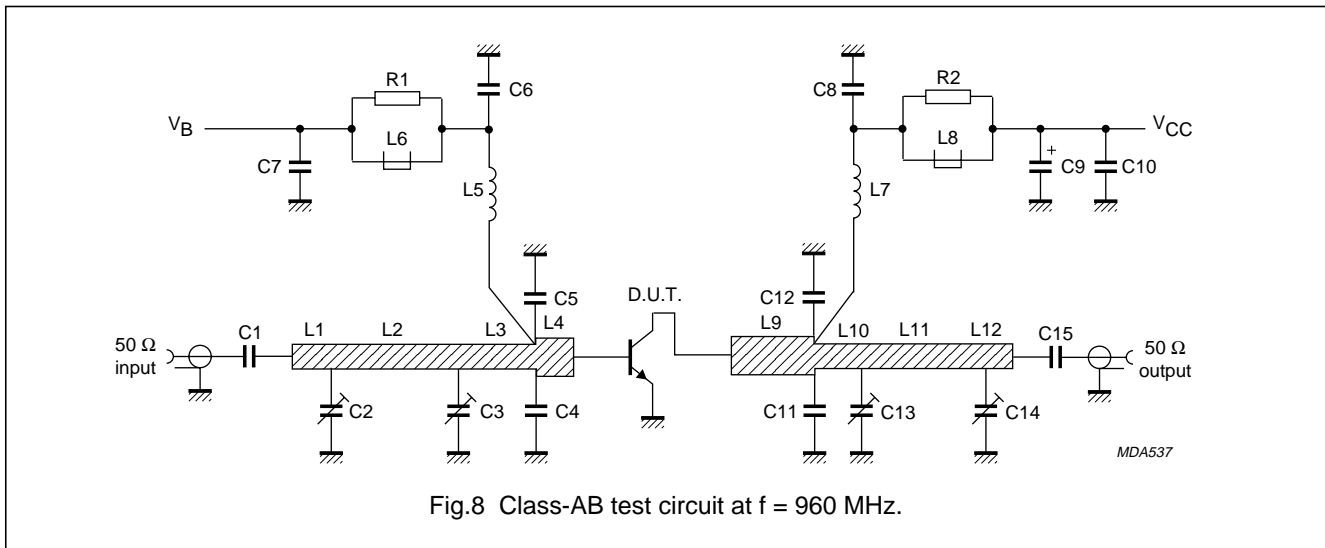 R1
C6
C8
R2
V_B
L6
L8
V_CC
C7
L5
L7
+
C9
C10
C5
D.U.T.
C12
50 Ω
input
C1
L1
L2
L3
L4
L9
L10
L11
L12
C15
50 Ω
output
C2
C3
C4
C11
C13
C14
MDA537
Fig.8 Class-AB test circuit at f = 960 MHz.